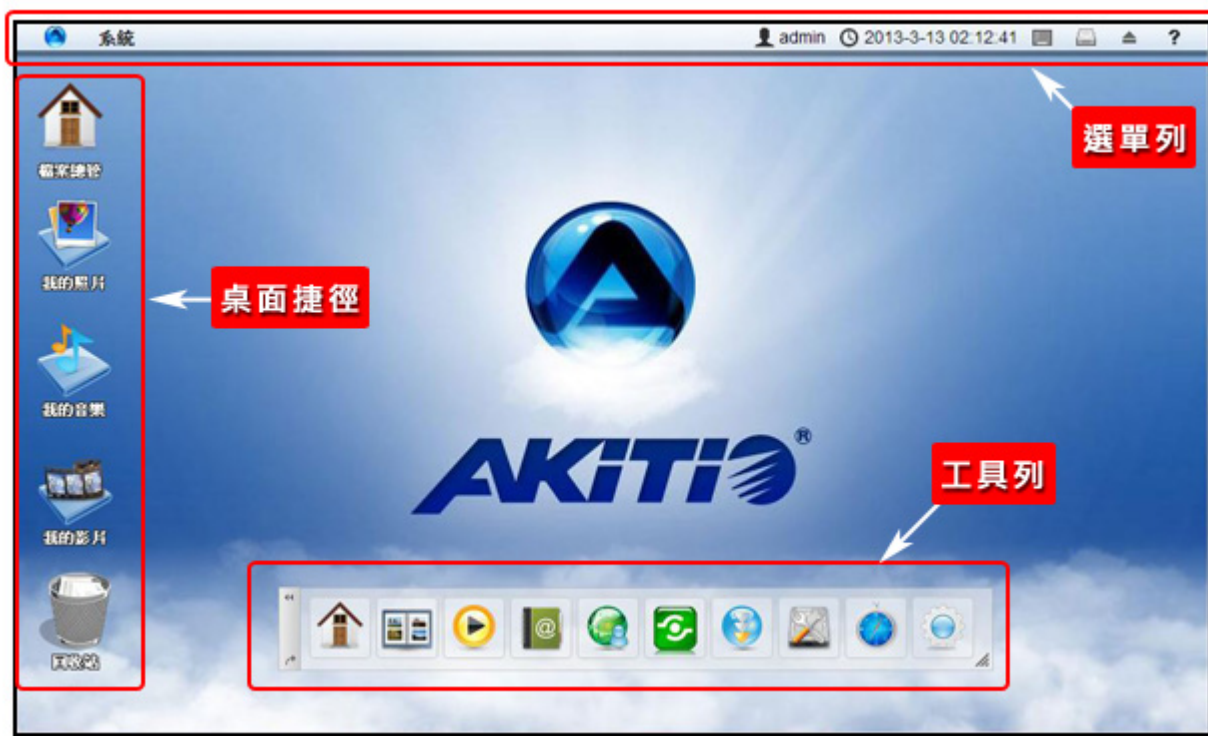 系統 admin 2013-3-13 02:12:41 ?
選單列
檔案總管
我的照片
桌面捷徑
我的音樂
AKiTiO®
工具列
我的影片
@
回收站